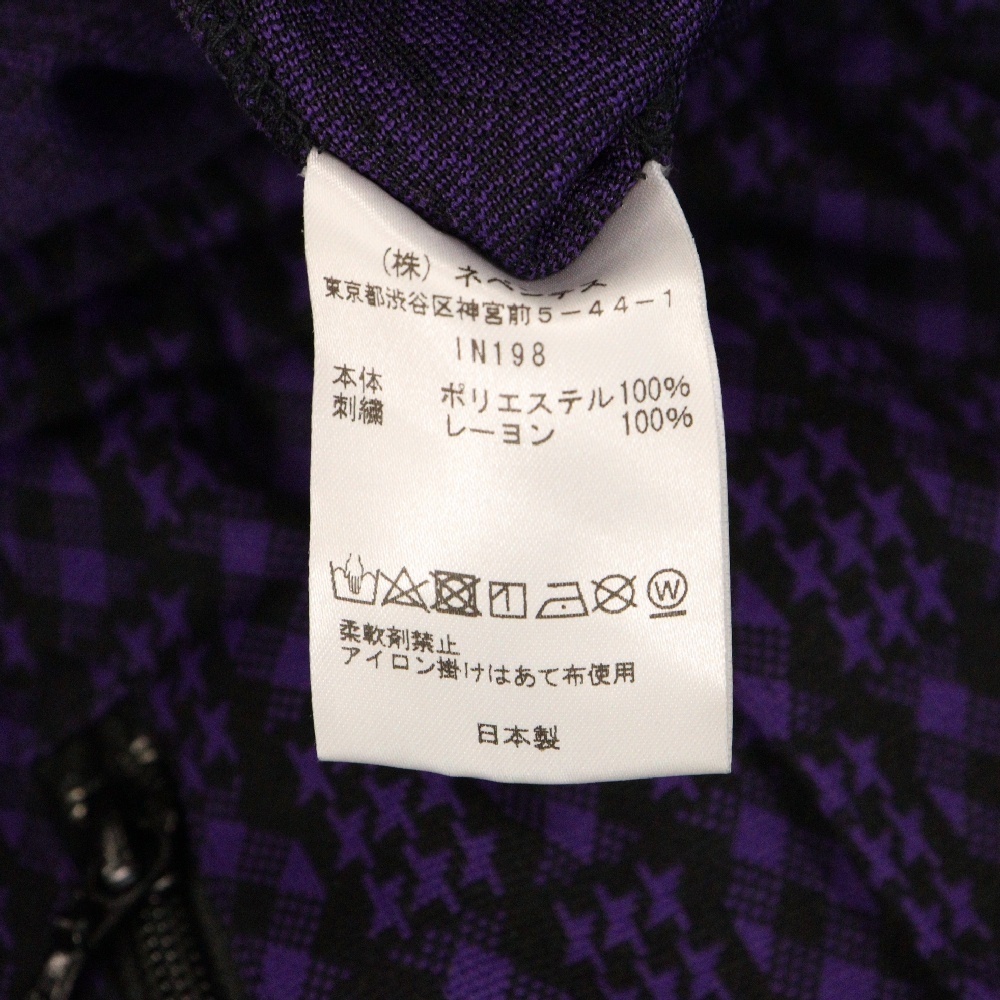 (株) ネペンテス
東京都渋谷区神宮前5-44-1
IN198
本体 ポリエステル100%
刺繍 レーヨン 100%
W
柔軟剤禁止
アイロン掛けはあて布使用
日本製